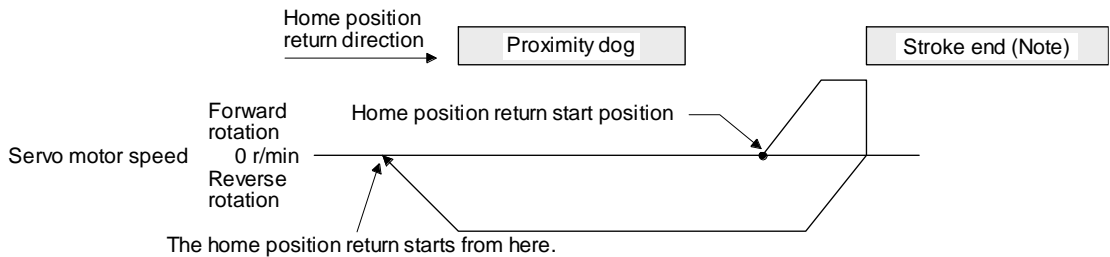 Home position
return direction
Proximity dog
Stroke end (Note)
Forward
rotation
Home position return start position
Servo motor speed 0 r/min
Reverse
rotation
The home position return starts from here.